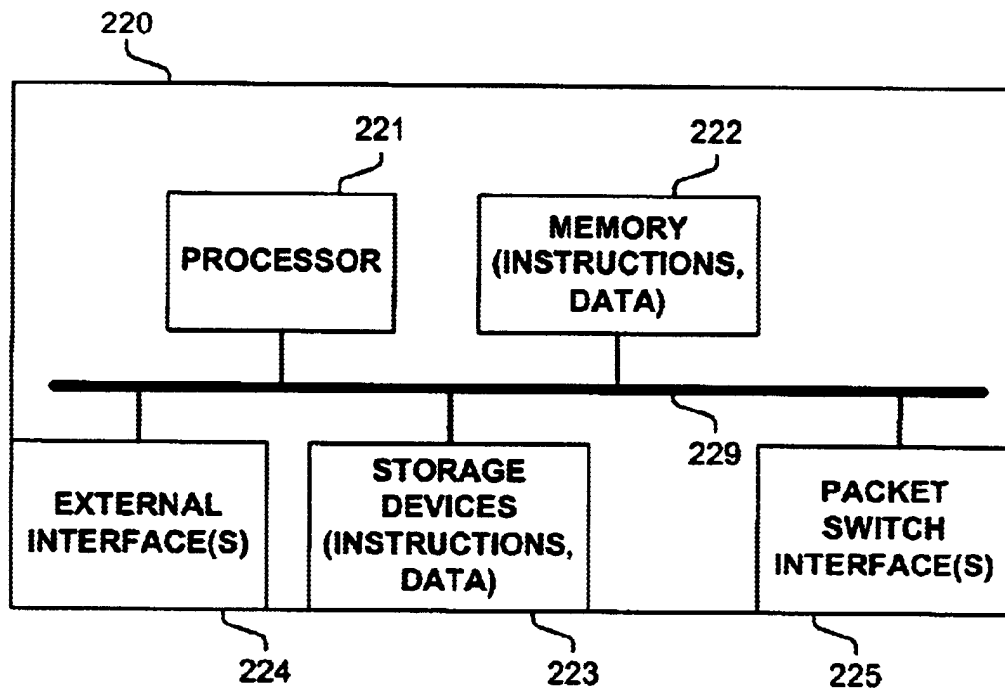 220
221
222
PROCESSOR
MEMORY
(INSTRUCTIONS,
DATA)
229
EXTERNAL
INTERFACE(S)
STORAGE
DEVICES
(INSTRUCTIONS,
DATA)
PACKET
SWITCH
INTERFACE(S)
224
223
225